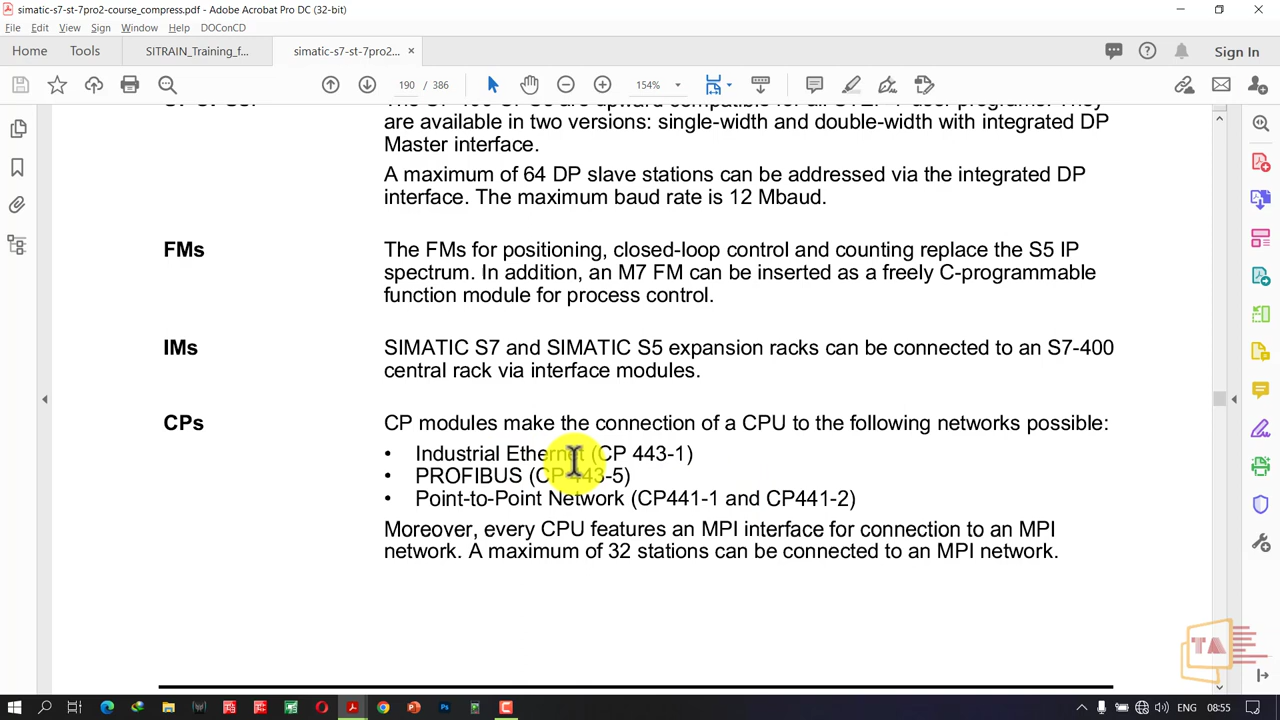 simatic-s7-st-7pro2-course_compress.pdf - Adobe Acrobat Pro DC (32-bit)
File Edit View Sign Window Help DOConCD
Home Tools SITRAIN_Training_f... simatic-s7-st-7pro2... × Sign In
190 / 386 154%
are available in two versions: single-width and double-width with integrated DP
Master interface.
A maximum of 64 DP slave stations can be addressed via the integrated DP
interface. The maximum baud rate is 12 Mbaud.
FMs The FMs for positioning, closed-loop control and counting replace the S5 IP
spectrum. In addition, an M7 FM can be inserted as a freely C-programmable
function module for process control.
IMs SIMATIC S7 and SIMATIC S5 expansion racks can be connected to an S7-400
central rack via interface modules.
CPs CP modules make the connection of a CPU to the following networks possible:
• Industrial Ethernet (CP 443-1)
• PROFIBUS (CP 443-5)
• Point-to-Point Network (CP441-1 and CP441-2)
Moreover, every CPU features an MPI interface for connection to an MPI
network. A maximum of 32 stations can be connected to an MPI network.
TA
ENG 08:55